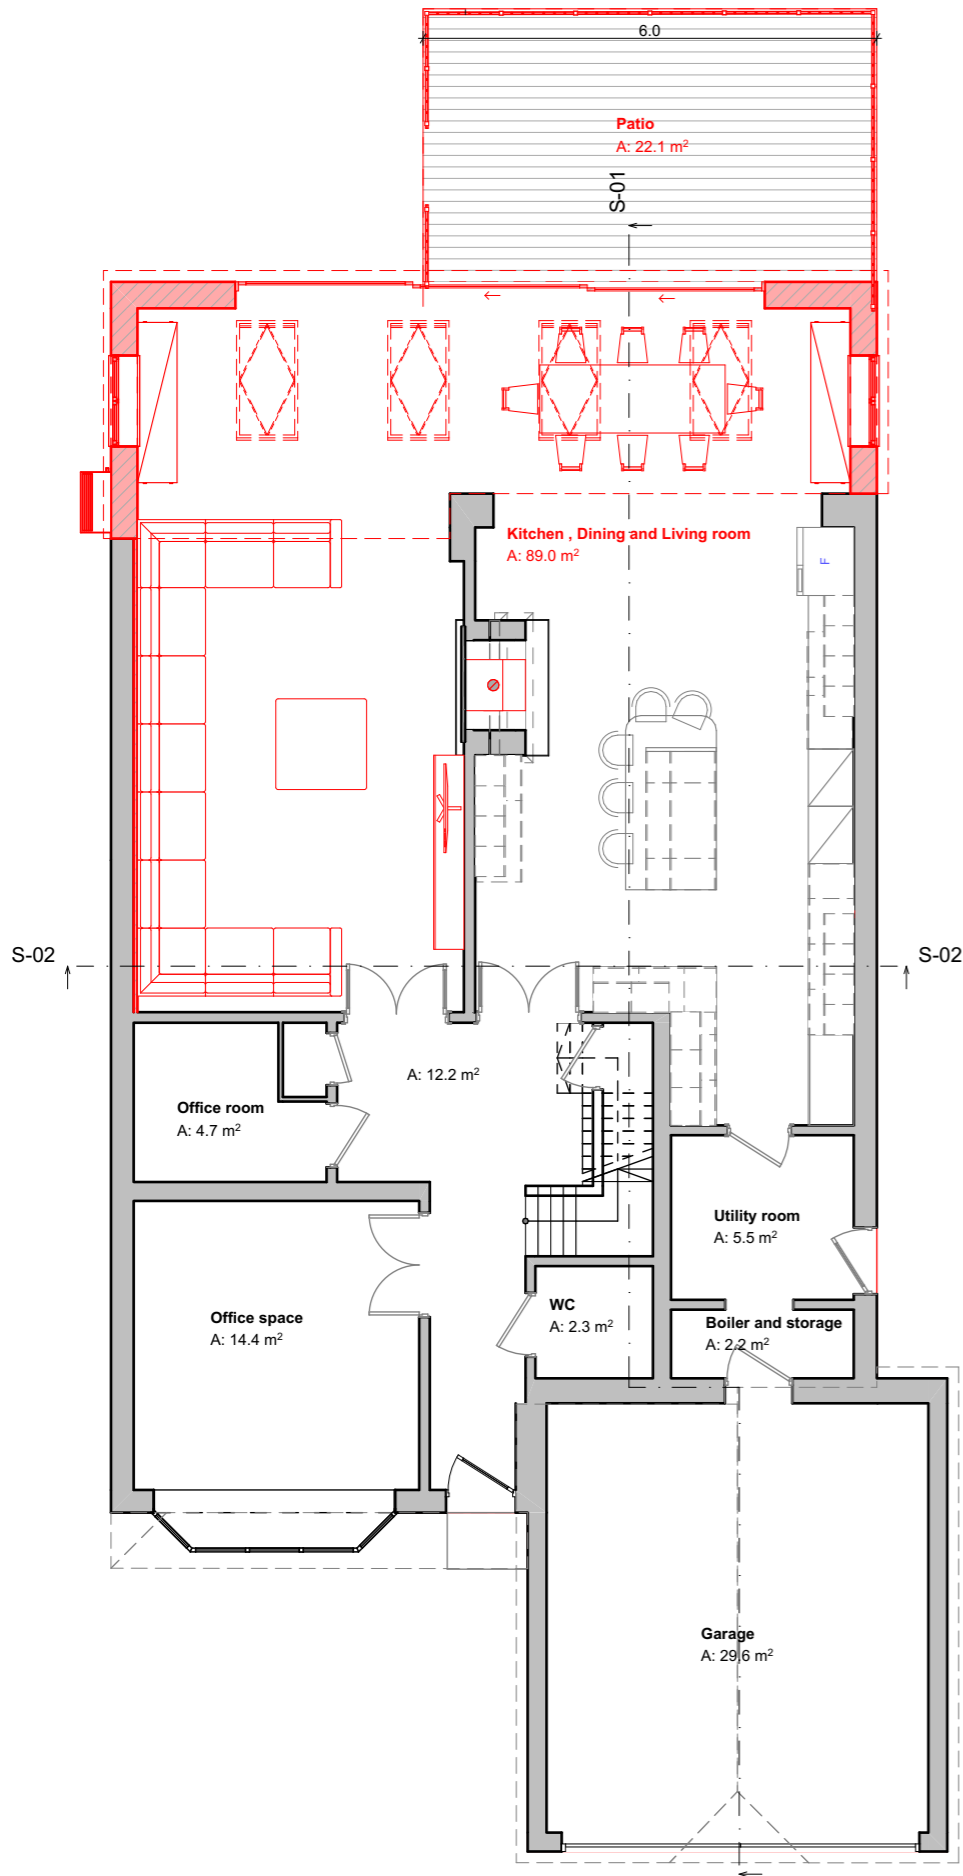 6.0
Patio
A: 22.1 m²
S-01
Kitchen , Dining and Living room
A: 89.0 m²
F
S-02
S-02
A: 12.2 m²
Office room
A: 4.7 m²
Utility room
A: 5.5 m²
WC
A: 2.3 m²
Office space
A: 14.4 m²
Boiler and storage
A: 2.2 m²
Garage
A: 29.6 m²